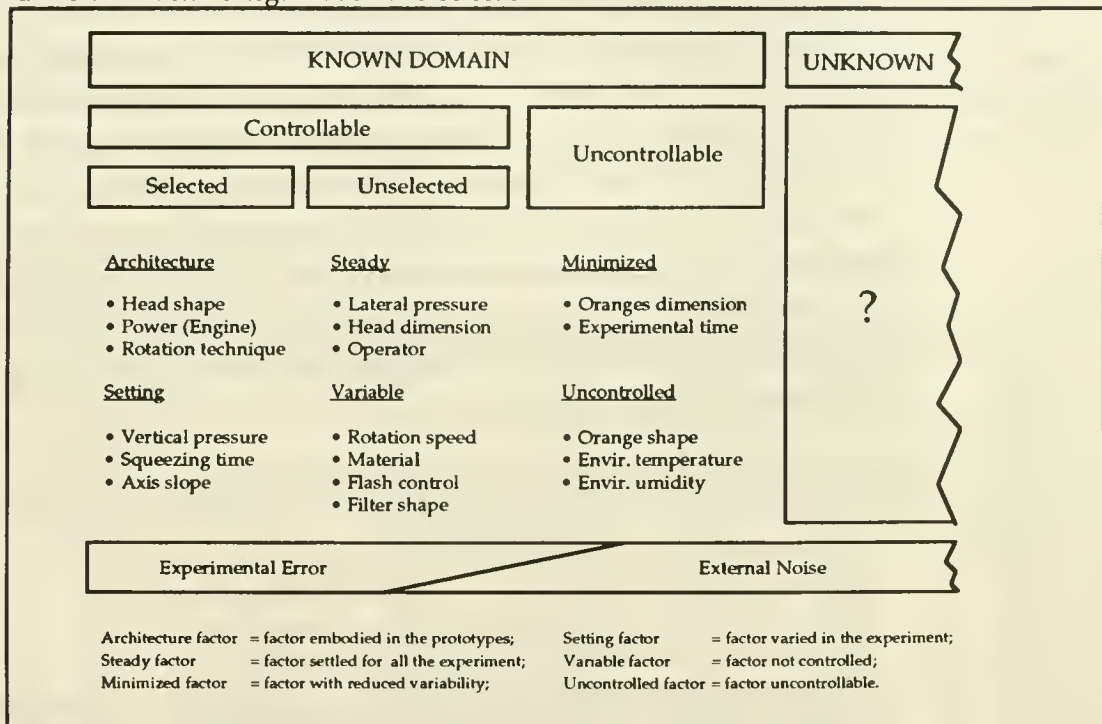 KNOWN DOMAIN
UNKNOWN
Controllable
Uncontrollable
Selected
Unselected
Architecture
• Head shape
• Power (Engine)
• Rotation technique
Steady
• Lateral pressure
• Head dimension
• Operator
Minimized
• Oranges dimension
• Experimental time
?
Setting
• Vertical pressure
• Squeezing time
• Axis slope
Variable
• Rotation speed
• Material
• Flash control
• Filter shape
Uncontrolled
• Orange shape
• Envir. temperature
• Envir. umidity
Experimental Error
External Noise
Architecture factor = factor embodied in the prototypes;
Steady factor = factor settled for all the experiment;
Minimized factor = factor with reduced variability;
Setting factor = factor varied in the experiment;
Variable factor = factor not controlled;
Uncontrolled factor = factor uncontrollable.